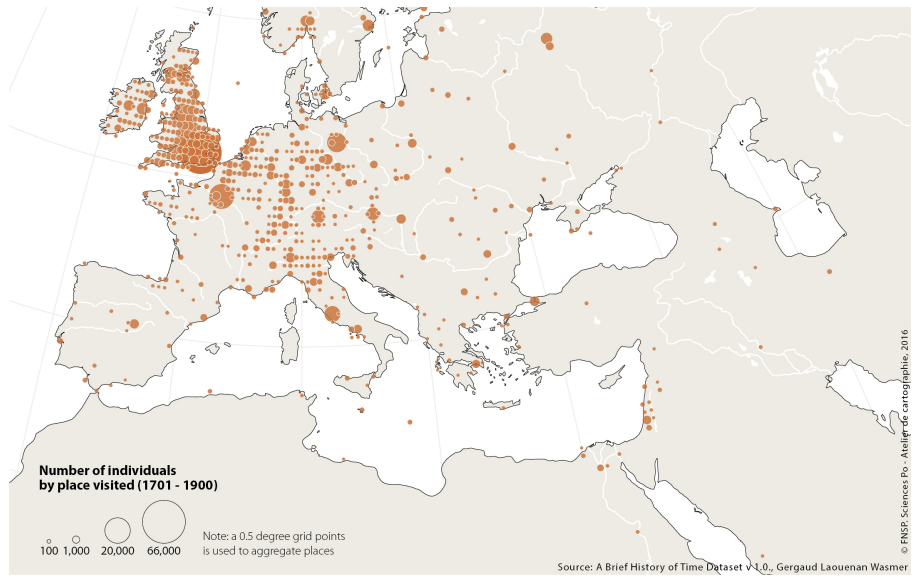 Number of individuals
by place visited (1701 - 1900)
100 1,000 20,000 66,000
Note: a 0.5 degree grid points
is used to aggregate places
Source: A Brief History of Time Dataset v 1.0., Gergaud Laouenan Wasmer
© FNSP. Sciences Po - Atelier de cartographie, 2016